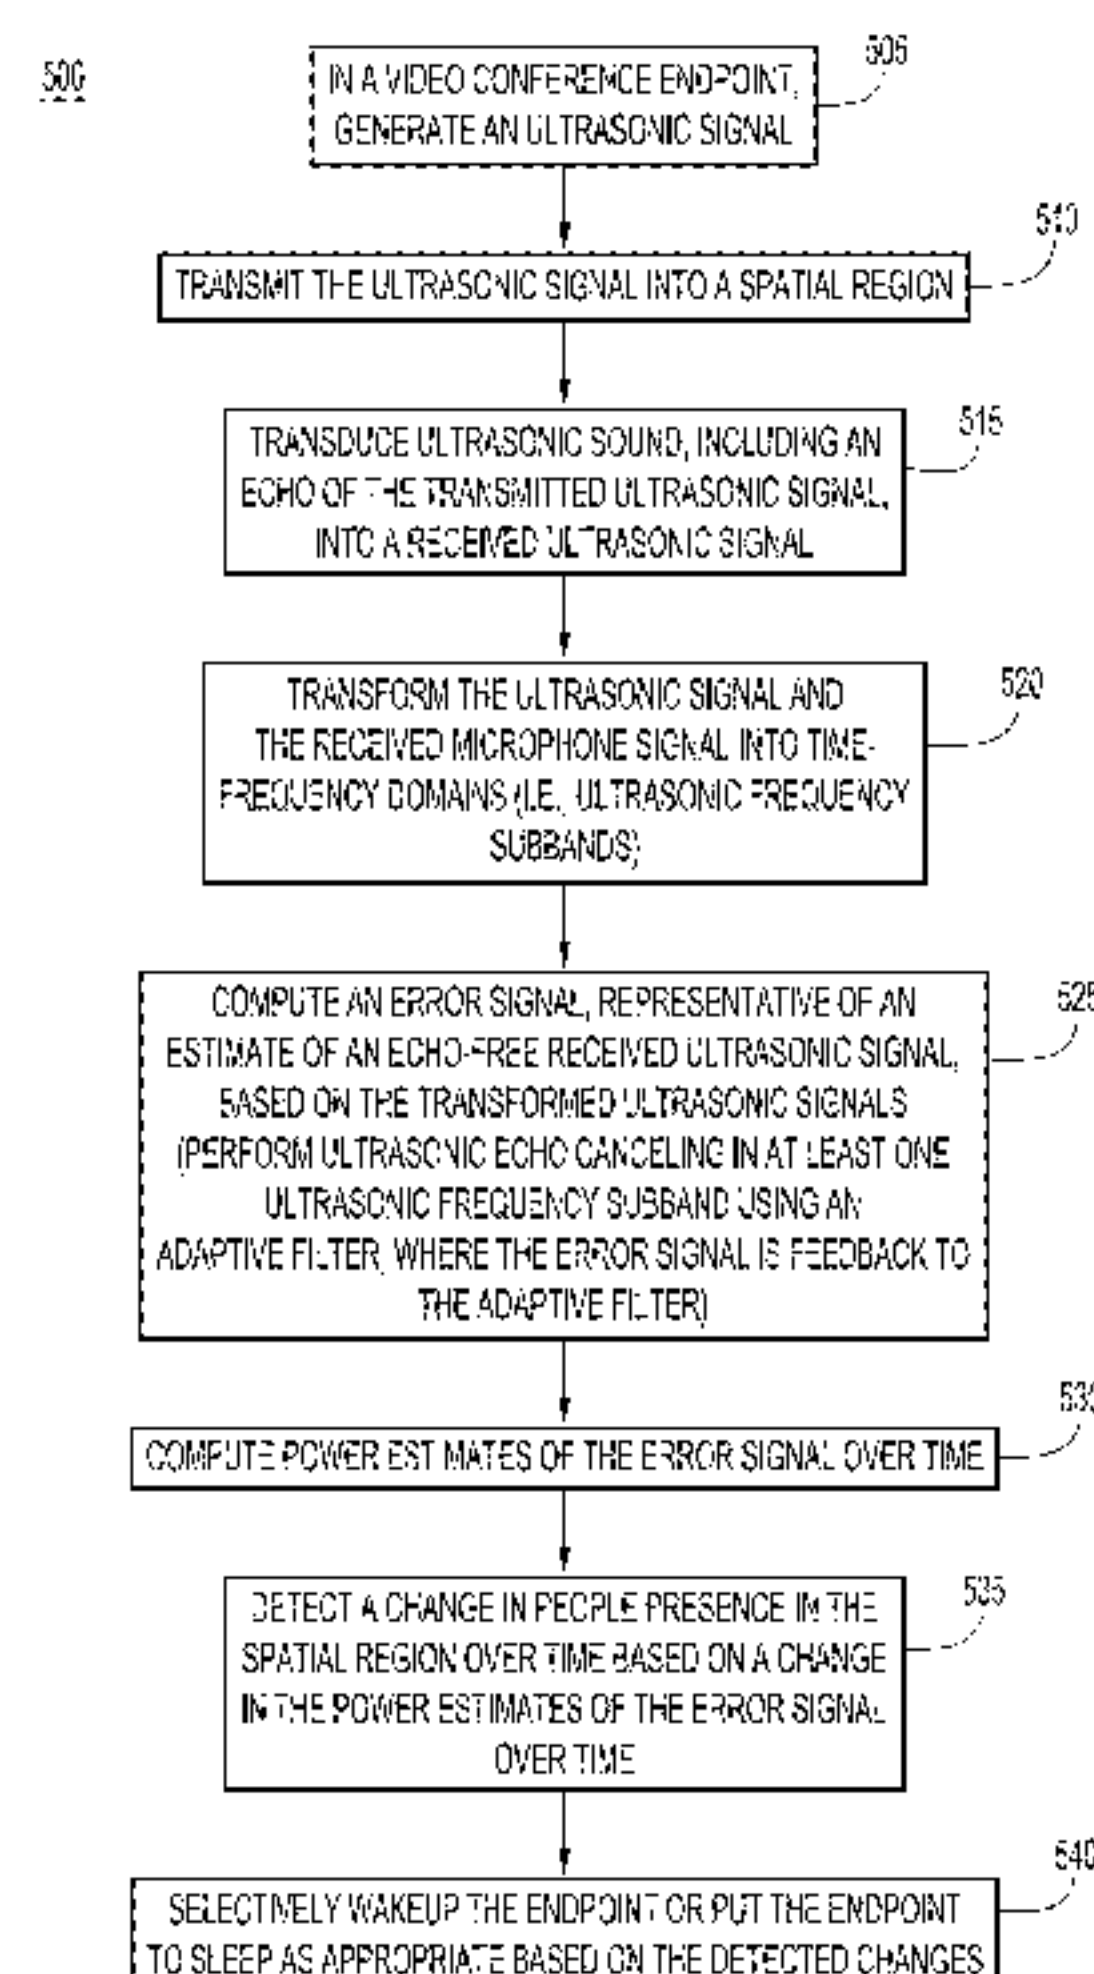 500
505
IN A VIDEO CONFERENCE ENDPOINT,
GENERATE AN ULTRASONIC SIGNAL
510
TRANSMIT THE ULTRASONIC SIGNAL INTO A SPATIAL REGION
515
TRANSDUCE ULTRASONIC SOUND, INCLUDING AN
ECHO OF THE TRANSMITTED ULTRASONIC SIGNAL,
INTO A RECEIVED ULTRASONIC SIGNAL
520
TRANSFORM THE ULTRASONIC SIGNAL AND
THE RECEIVED MICROPHONE SIGNAL INTO TIME-
FREQUENCY DOMAINS (I.E., ULTRASONIC FREQUENCY
SUBBANDS)
525
COMPUTE AN ERROR SIGNAL, REPRESENTATIVE OF AN
ESTIMATE OF AN ECHO-FREE RECEIVED ULTRASONIC SIGNAL,
BASED ON THE TRANSFORMED ULTRASONIC SIGNALS
(PERFORM ULTRASONIC ECHO CANCELING IN AT LEAST ONE
ULTRASONIC FREQUENCY SUBBAND USING AN
ADAPTIVE FILTER, WHERE THE ERROR SIGNAL IS FEEDBACK TO
THE ADAPTIVE FILTER)
530
COMPUTE POWER ESTIMATES OF THE ERROR SIGNAL OVER TIME
535
DETECT A CHANGE IN PEOPLE PRESENCE IN THE
SPATIAL REGION OVER TIME BASED ON A CHANGE
IN THE POWER ESTIMATES OF THE ERROR SIGNAL
OVER TIME
540
SELECTIVELY WAKEUP THE ENDPOINT OR PUT THE ENDPOINT
TO SLEEP AS APPROPRIATE BASED ON THE DETECTED CHANGES